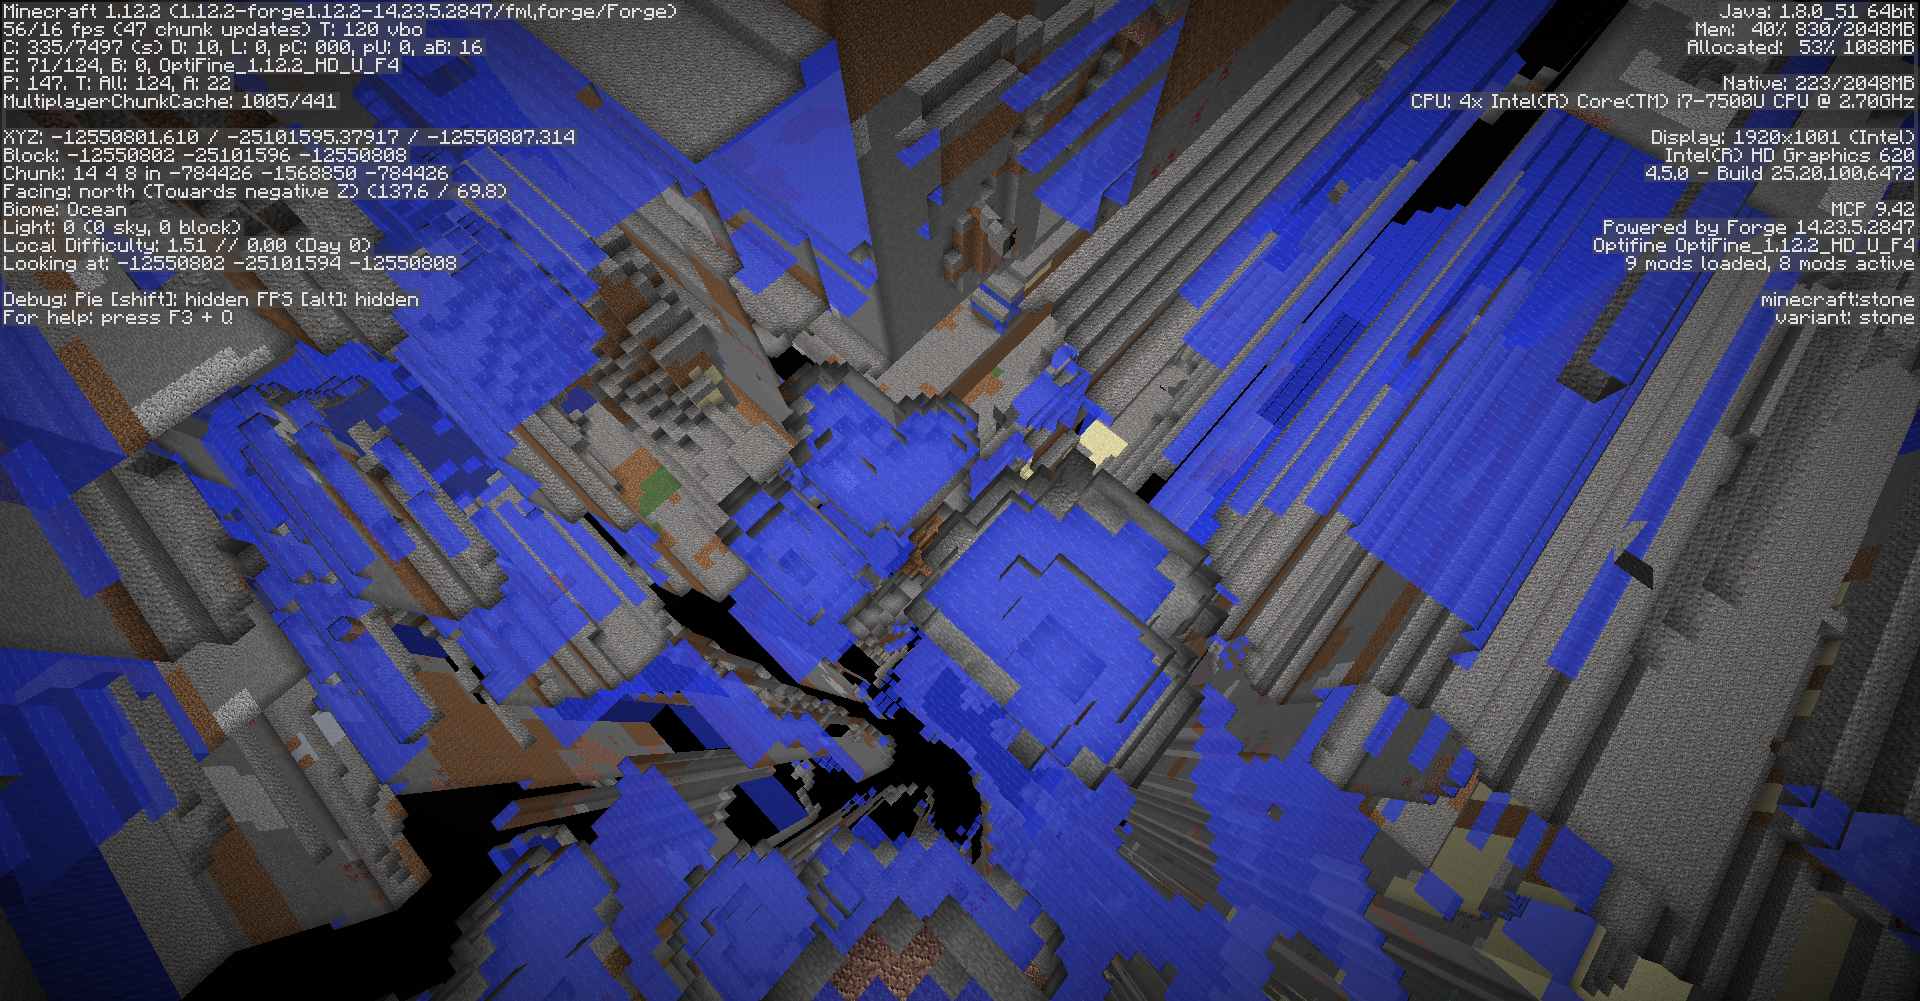 Minecraft 1.12.2 (1.12.2-forge1.12.2-14.23.5.2847/fml,forge/Forge)
56/16 fps (47 chunk updates) T: 120 vbo
C: 335/7497 (s) D: 10, L: 0, pC: 000, pU: 0, aB: 16
E: 71/124, B: 0, OptiFine_1.12.2_HD_U_F4
P: 147. T: All: 124, A: 22
MultiplayerChunkCache: 1005/441
XYZ: -12550801.610 / -25101595.37917 / -12550807.314
Block: -12550802 -25101596 -12550808
Chunk: 14 4 8 in -784426 -1568850 -784426
Facing: north (Towards negative Z) (137.6 / 69.8)
Biome: Ocean
Light: 0 (0 sky, 0 block)
Local Difficulty: 1.51 // 0.00 (Day 0)
Looking at: -12550802 -25101594 -12550808
Debug: Pie [shift]: hidden FPS [alt]: hidden
For help: press F3 + Q
Java: 1.8.0_51 64bit
Mem: 40% 830/2048MB
Allocated: 53% 1088MB
Native: 223/2048MB
CPU: 4x Intel(R) Core(TM) i7-7500U CPU @ 2.70GHz
Display: 1920x1001 (Intel)
Intel(R) HD Graphics 620
4.5.0 - Build 25.20.100.6472
MCP 9.42
Powered by Forge 14.23.5.2847
Optifine OptiFine_1.12.2_HD_U_F4
9 mods loaded, 8 mods active
minecraft:stone
variant: stone